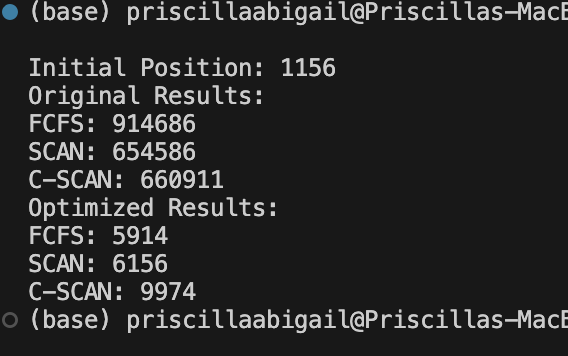 (base) priscillaabigail@Priscillas-MacB
Initial Position: 1156
Original Results:
FCFS: 914686
SCAN: 654586
C-SCAN: 660911
Optimized Results:
FCFS: 5914
SCAN: 6156
C-SCAN: 9974
(base) priscillaabigail@Priscillas-MacB